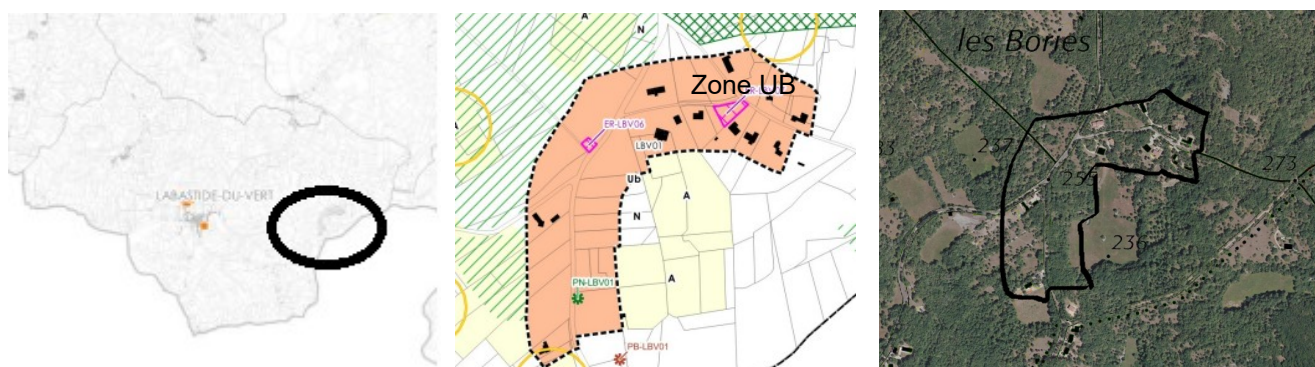 LABASTIDE-DU-VERT
A
N
Zone UB
A
ER-LBV06
LBV01
Ub
A
N
A
PN-LBV01
A
PB-LBV01
les Bories
237
255
273
236